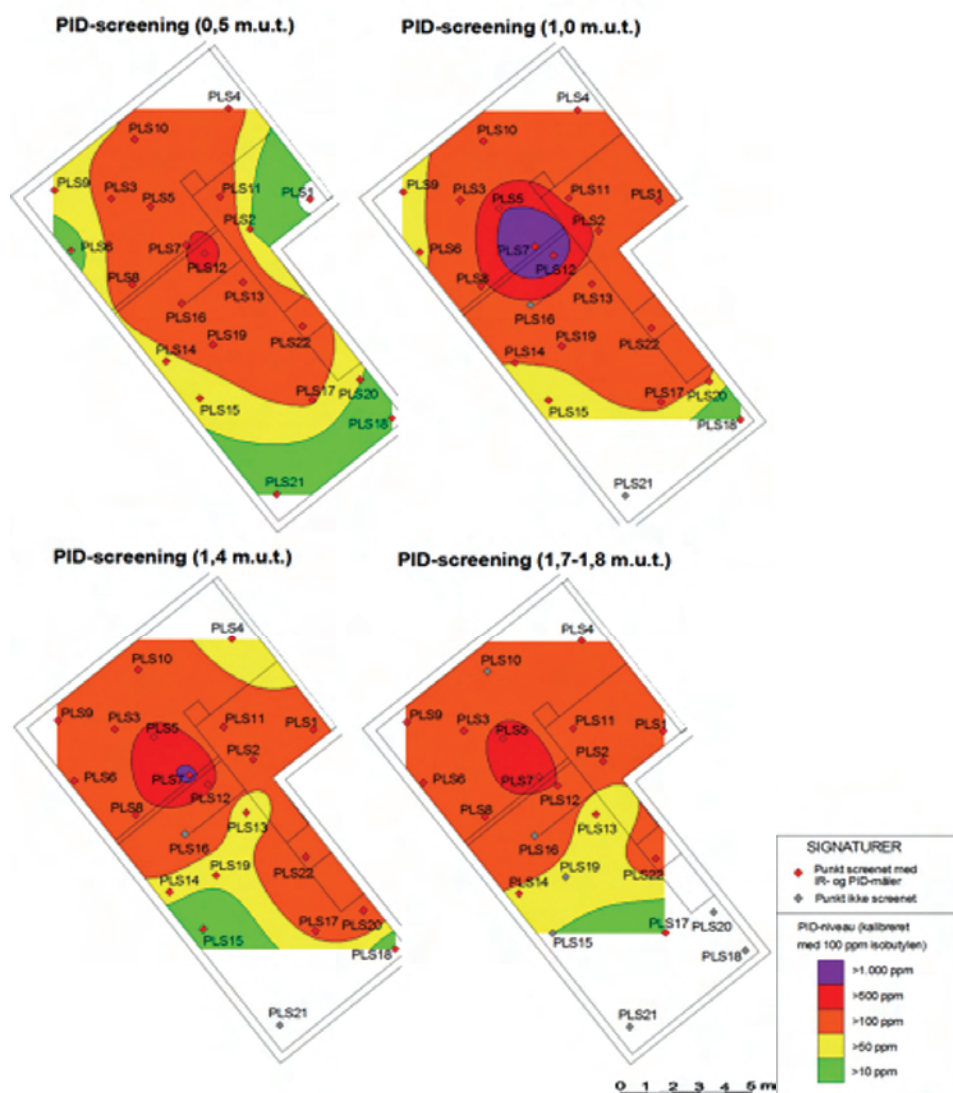 PID-screening (0,5 m.u.t.)
PLS4
PLS10
PLS9
PLS3
PLS5
PLS11
PLS1
PLS2
PLS6
PLS7
PLS12
PLS8
PLS13
PLS16
PLS19
PLS22
PLS14
PLS17
PLS20
PLS15
PLS18
PLS21
PID-screening (1,0 m.u.t.)
PLS4
PLS10
PLS9
PLS3
PLS5
PLS11
PLS1
PLS2
PLS6
PLS7
PLS12
PLS8
PLS13
PLS16
PLS19
PLS22
PLS14
PLS17
PLS20
PLS15
PLS18
PLS21
PID-screening (1,4 m.u.t.)
PLS4
PLS10
PLS9
PLS3
PLS5
PLS11
PLS1
PLS2
PLS6
PLS7
PLS12
PLS8
PLS13
PLS16
PLS19
PLS22
PLS14
PLS17
PLS20
PLS15
PLS18
PLS21
PID-screening (1,7-1,8 m.u.t.)
PLS4
PLS10
PLS9
PLS3
PLS5
PLS11
PLS1
PLS2
PLS6
PLS7
PLS12
PLS8
PLS13
PLS16
PLS19
PLS22
PLS14
PLS17
PLS20
PLS15
PLS18
PLS21
SIGNATURER
Punkt screenet med
IR- og PID-måler
Punkt ikke screenet
PID-niveau (kalibreret
med 100 ppm isobutylen)
>1.000 ppm
>500 ppm
>100 ppm
>50 ppm
>10 ppm
0 1 2 3 4 5 m